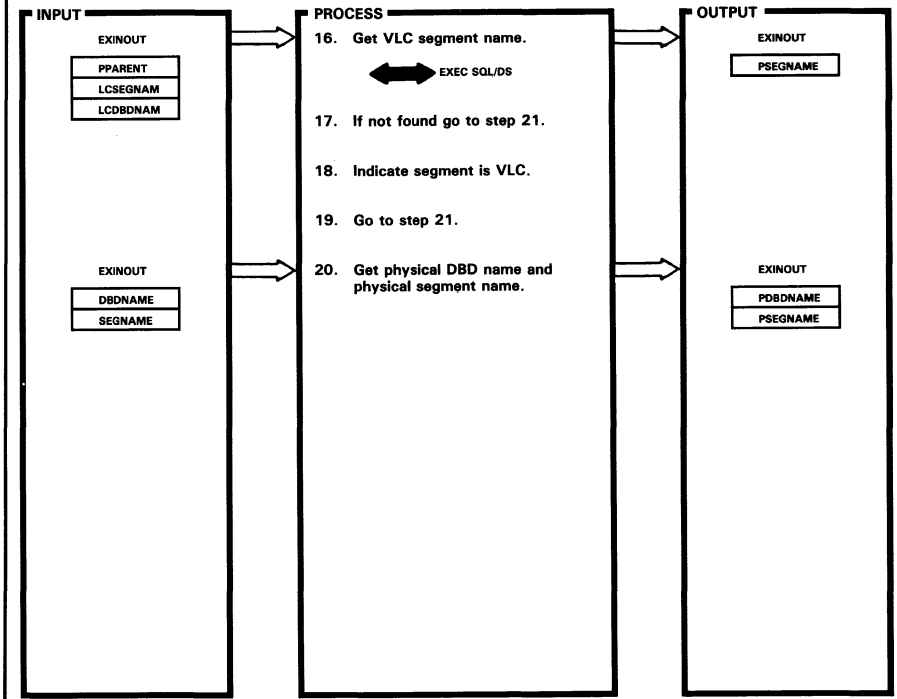 INPUT
EXINOUT
PPARENT
LCSEGNAM
LCDBDNAM
EXINOUT
DBDNAME
SEGNAME
PROCESS
16. Get VLC segment name.
EXEC SQL/DS
17. If not found go to step 21.
18. Indicate segment is VLC.
19. Go to step 21.
20. Get physical DBD name and
physical segment name.
OUTPUT
EXINOUT
PSEGNAME
EXINOUT
PDBDNAME
PSEGNAME